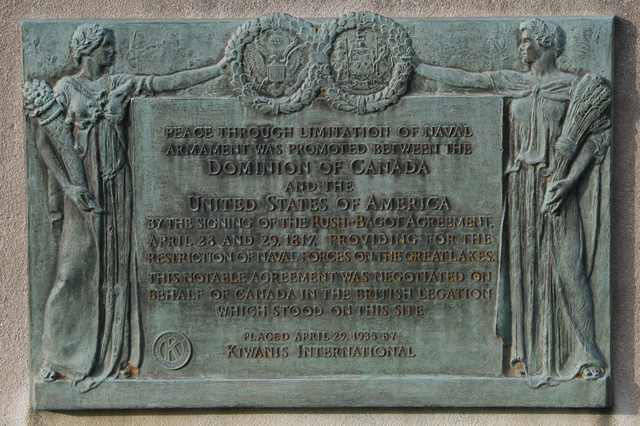 PEACE THROUGH LIMITATION OF NAVAL
ARMAMENT WAS PROMOTED BETWEEN THE
DOMINION OF CANADA
AND THE
UNITED STATES OF AMERICA
BY THE SIGNING OF THE RUSH-BAGOT AGREEMENT,
APRIL 28 AND 29, 1817, PROVIDING FOR THE
RESTRICTION OF NAVAL FORCES ON THE GREAT LAKES.
THIS NOTABLE AGREEMENT WAS NEGOTIATED ON
BEHALF OF CANADA IN THE BRITISH LEGATION
WHICH STOOD ON THIS SITE
PLACED APRIL 29, 1935 BY
KIWANIS INTERNATIONAL
K